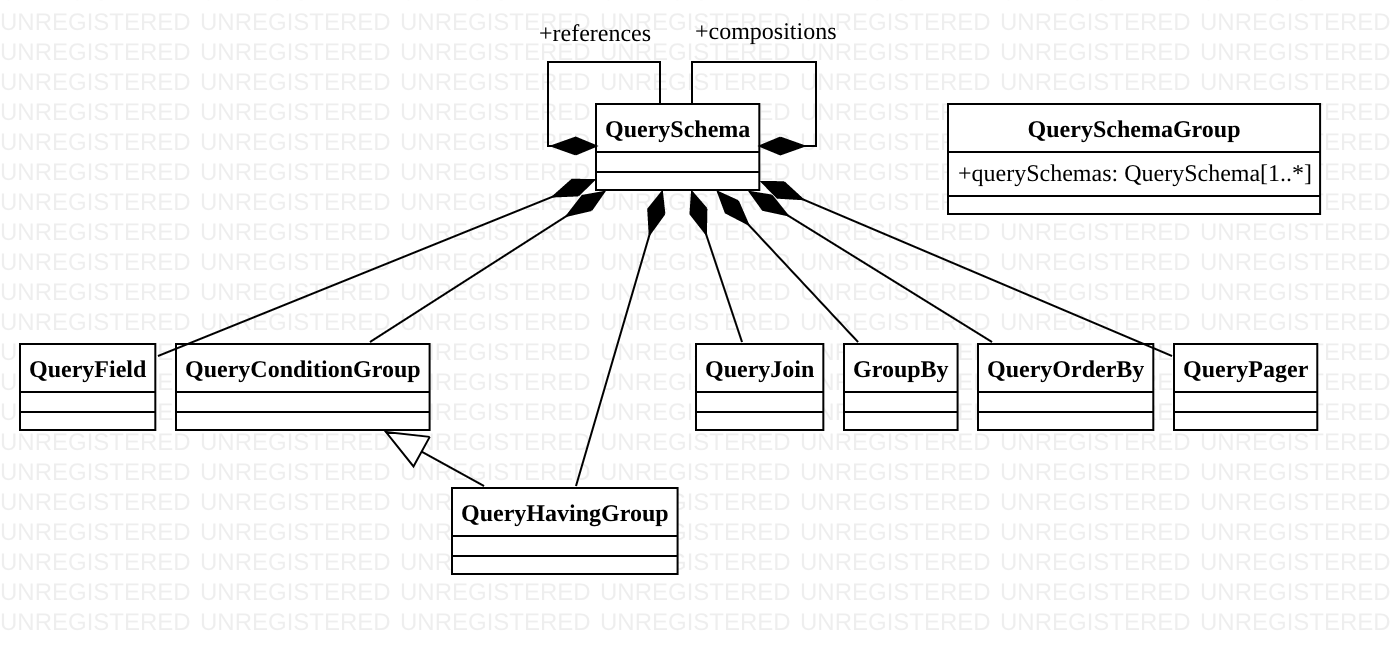 UNREGISTERED UNREGISTERED UNREGISTERED UNREGISTERED UNREGISTERED UNREGISTERED UNREGISTERED
+references +compositions
QuerySchema
QuerySchemaGroup
+querySchemas: QuerySchema[1..*]
QueryField QueryConditionGroup QueryJoin GroupBy QueryOrderBy QueryPager
QueryHavingGroup